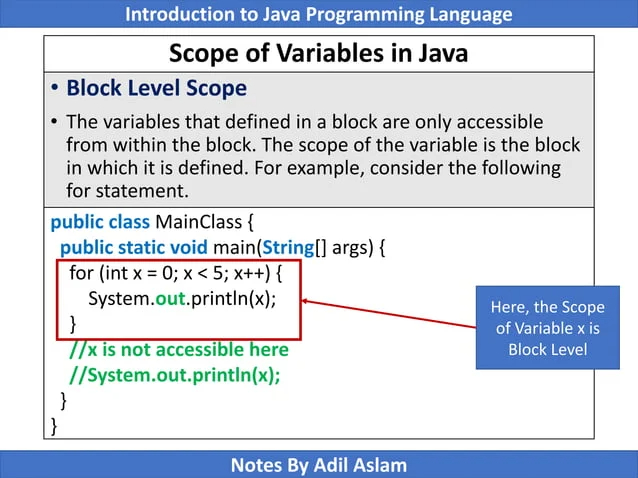 Introduction to Java Programming Language
Scope of Variables in Java
• Block Level Scope
• The variables that defined in a block are only accessible
from within the block. The scope of the variable is the block
in which it is defined. For example, consider the following
for statement.
public class MainClass {
public static void main(String[] args) {
for (int x = 0; x < 5; x++) {
System.out.println(x);
}
//x is not accessible here
//System.out.println(x);
}
}
Here, the Scope
of Variable x is
Block Level
Notes By Adil Aslam